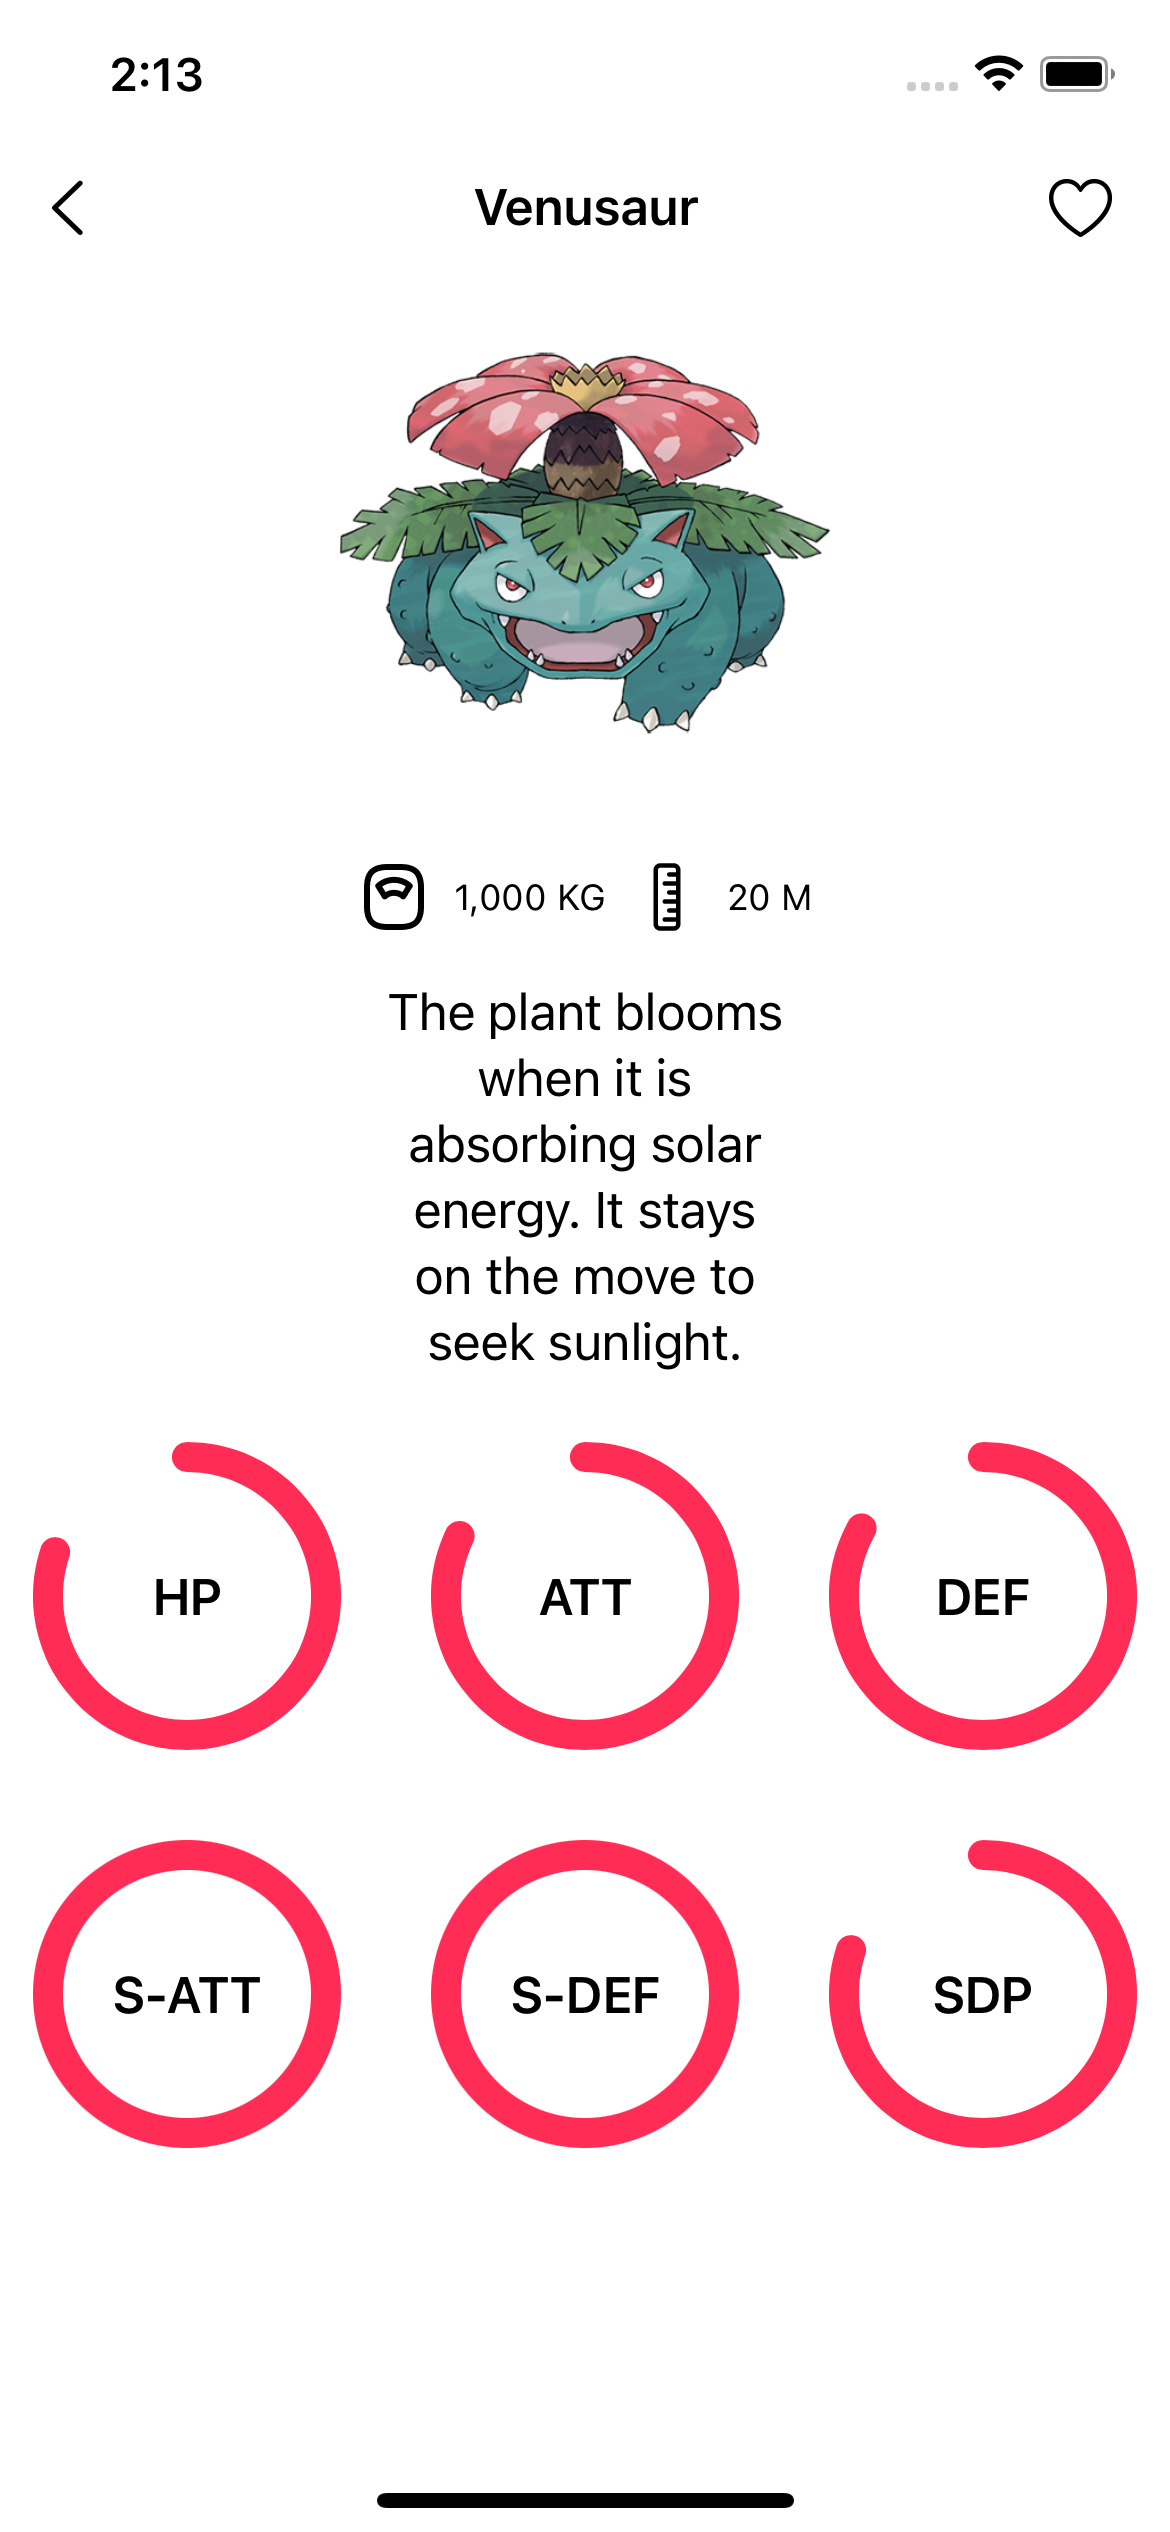 2:13
Venusaur
1,000 KG 20 M
The plant blooms
when it is
absorbing solar
energy. It stays
on the move to
seek sunlight.
HP ATT DEF
S-ATT S-DEF SDP